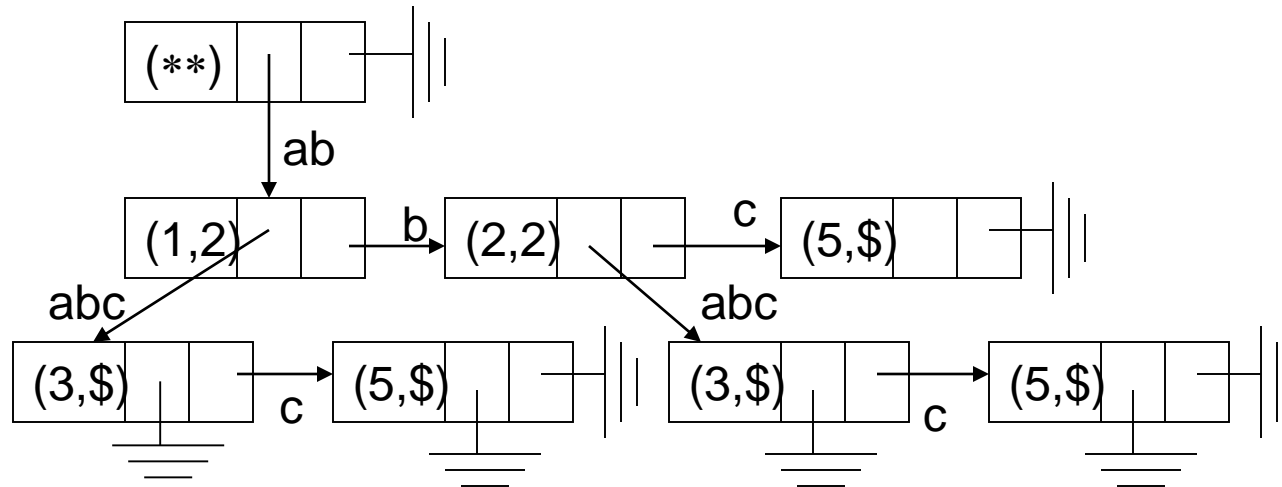 (**)
ab
(1,2)
b
(2,2)
c
(5,$)
abc
abc
(3,$)
c
(5,$)
(3,$)
c
(5,$)